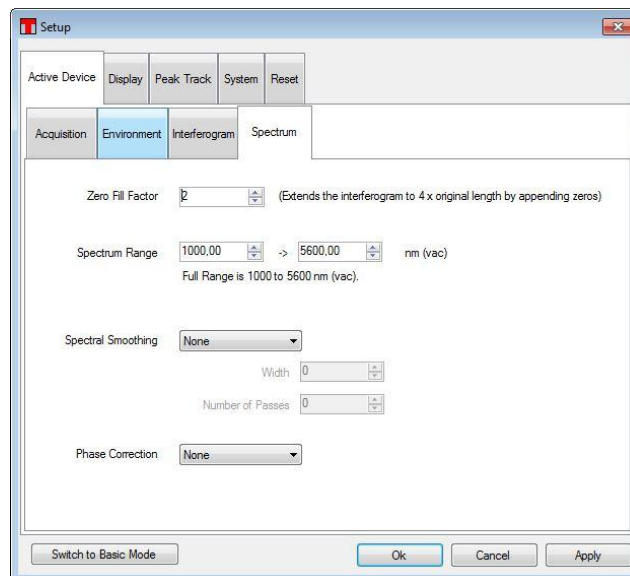 Setup
Active Device Display Peak Track System Reset
Acquisition Environment Interferogram Spectrum
Zero Fill Factor 2 (Extends the interferogram to 4 x original length by appending zeros)
Spectrum Range 1000,00 -> 5600,00 nm (vac)
Full Range is 1000 to 5600 nm (vac).
Spectral Smoothing None
Width 0
Number of Passes 0
Phase Correction None
Switch to Basic Mode Ok Cancel Apply